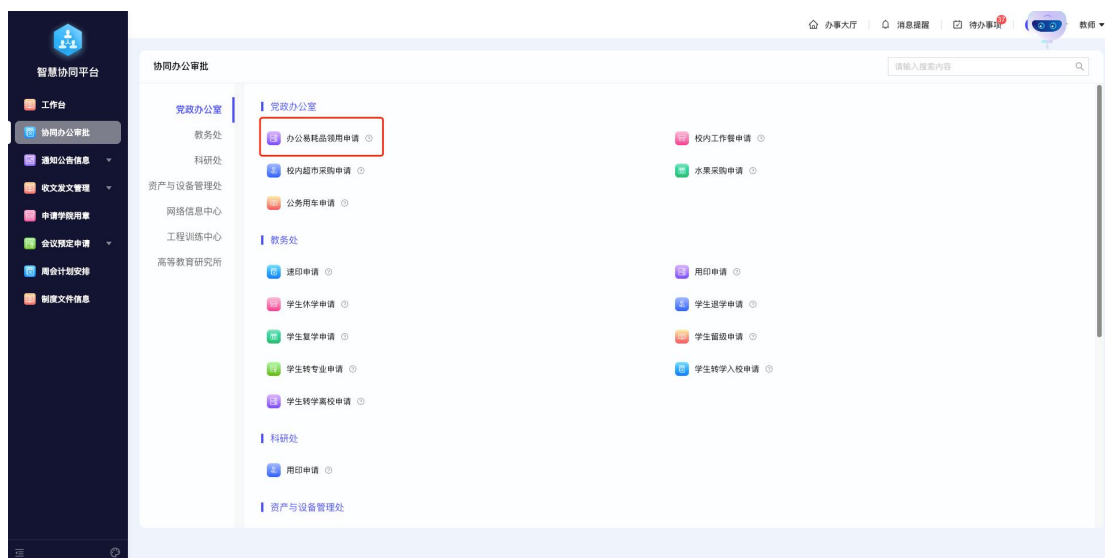 办事大厅 消息提醒 待办事项 37 教师
智慧协同平台
工作台
协同办公审批
通知公告信息
收文发文管理
申请学院用章
会议预定申请
周会计划安排
制度文件信息
协同办公审批 请输入搜索内容
党政办公室
教务处
科研处
资产与设备管理处
网络信息中心
工程训练中心
高等教育研究所
党政办公室
办公易耗品领用申请 校内工作餐申请
校内超市采购申请 水果采购申请
公务用车申请
教务处
速印申请 用印申请
学生休学申请 学生退学申请
学生复学申请 学生留级申请
学生转专业申请 学生转学入校申请
学生转学离校申请
科研处
用印申请
资产与设备管理处